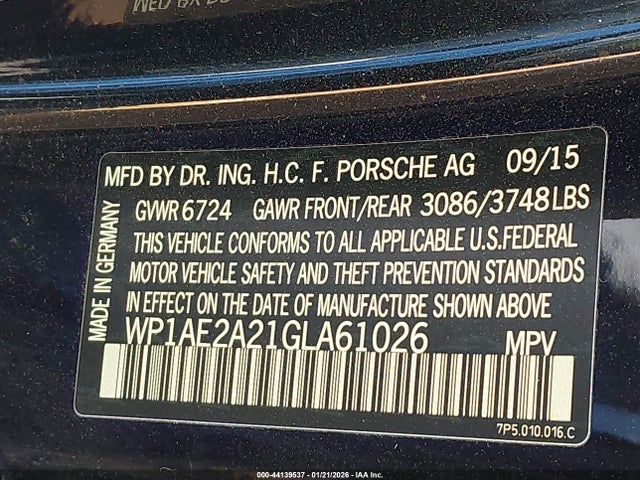 MFD BY DR. ING. H.C. F. PORSCHE AG 09/15
GVWR 6724 GAWR FRONT/REAR 3086/3748LBS
THIS VEHICLE CONFORMS TO ALL APPLICABLE U.S.FEDERAL
MOTOR VEHICLE SAFETY AND THEFT PREVENTION STANDARDS
IN EFFECT ON THE DATE OF MANUFACTURE SHOWN ABOVE
WP1AE2A21GLA61026 MPV
MADE IN GERMANY
7P5.010.016.C
000-44139537 - 01/21/2026 - IAA Inc.